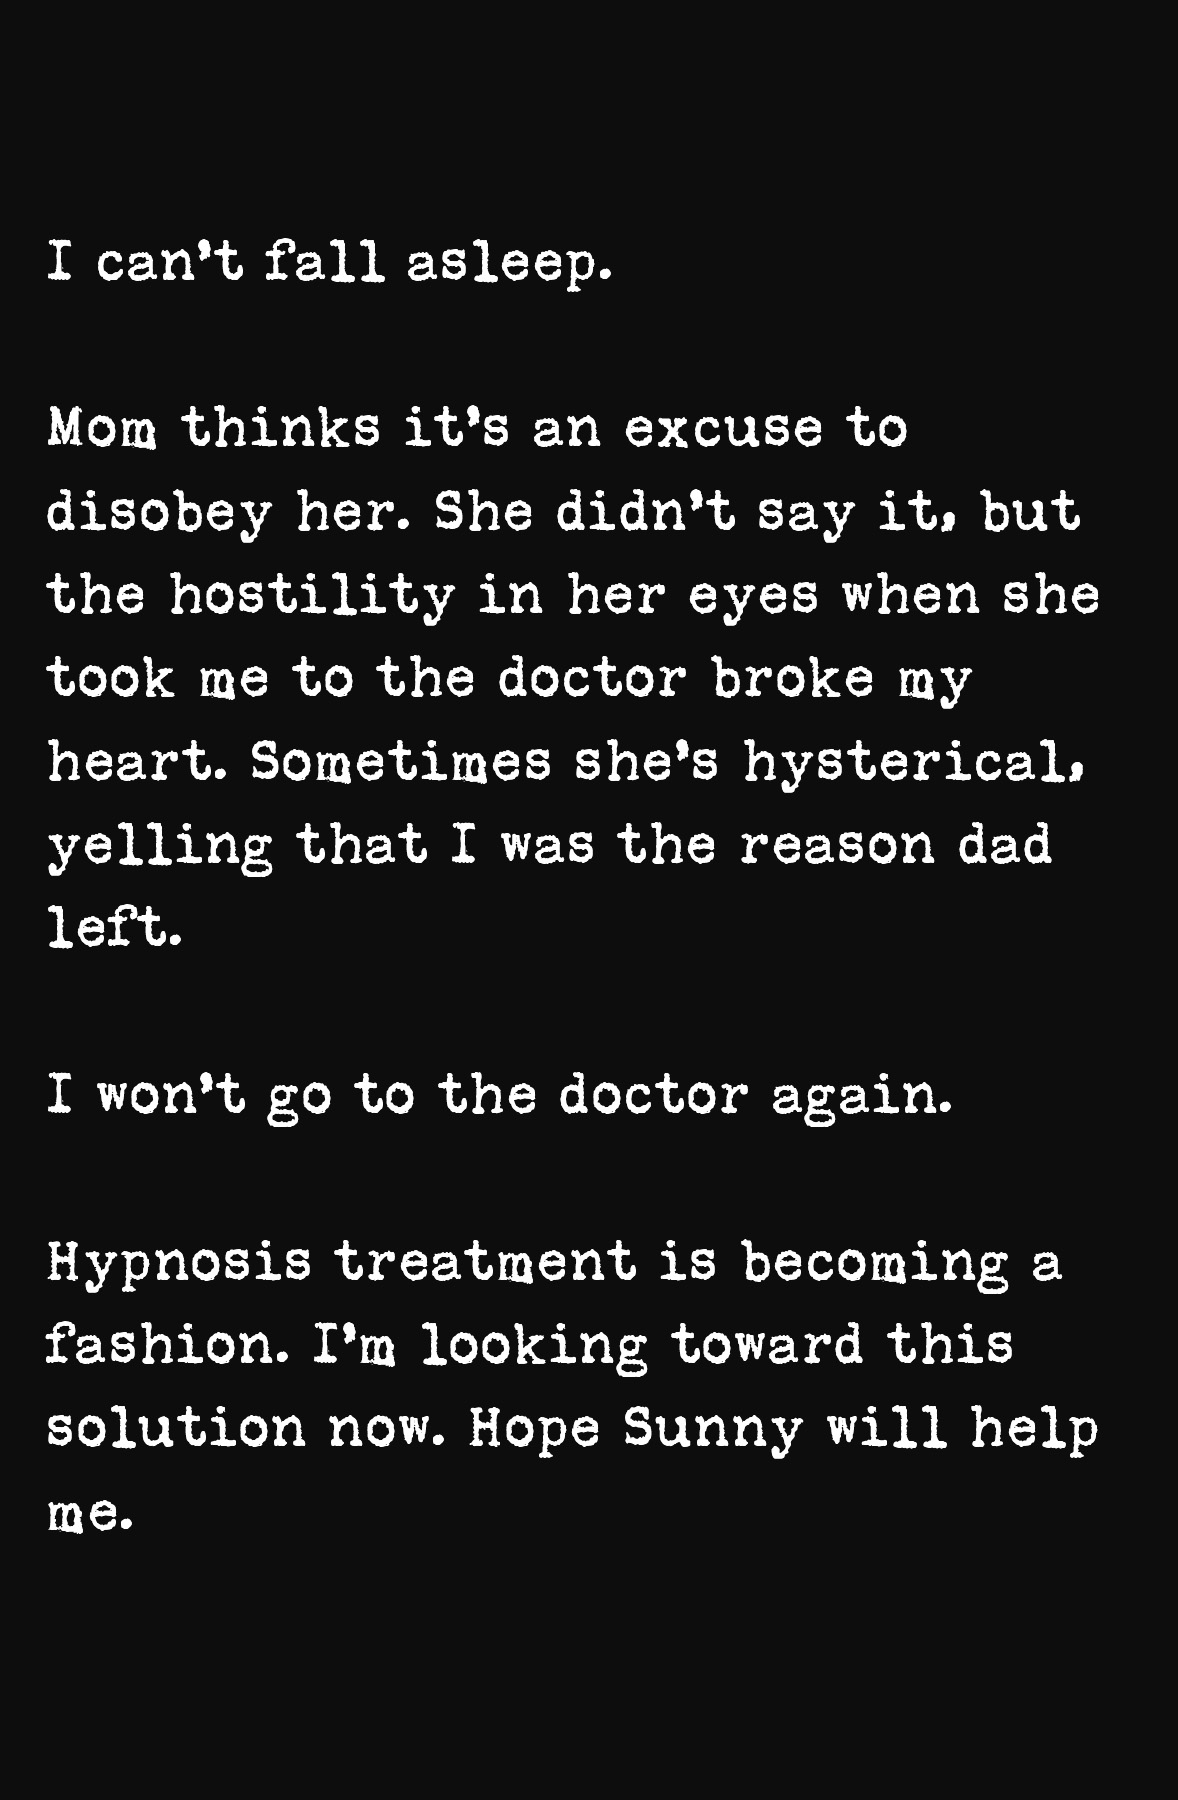 I can't fall asleep.
Mom thinks it's an excuse to
disobey her. She didn't say it, but
the hostility in her eyes when she
took me to the doctor broke my
heart. Sometimes she's hysterical,
yelling that I was the reason dad
left.
I won't go to the doctor again.
Hypnosis treatment is becoming a
fashion. I'm looking toward this
solution now. Hope Sunny will help
me.